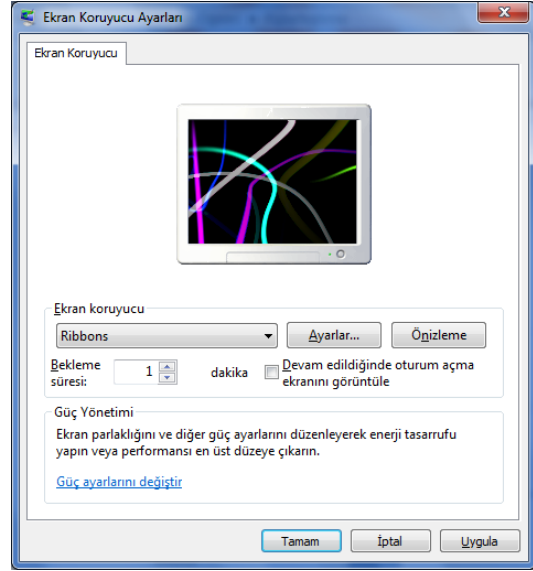 Ekran Koruyucu Ayarları
Ekran Koruyucu
Ekran koruyucu
Ribbons
Ayarlar...
Önizleme
Bekleme süresi:
1
dakika
Devam edildiğinde oturum açma
ekranını görüntüle
Güç Yönetimi
Ekran parlaklığını ve diğer güç ayarlarını düzenleyerek enerji tasarrufu
yapın veya performansı en üst düzeye çıkarın.
Güç ayarlarını değiştir
Tamam
İptal
Uygula